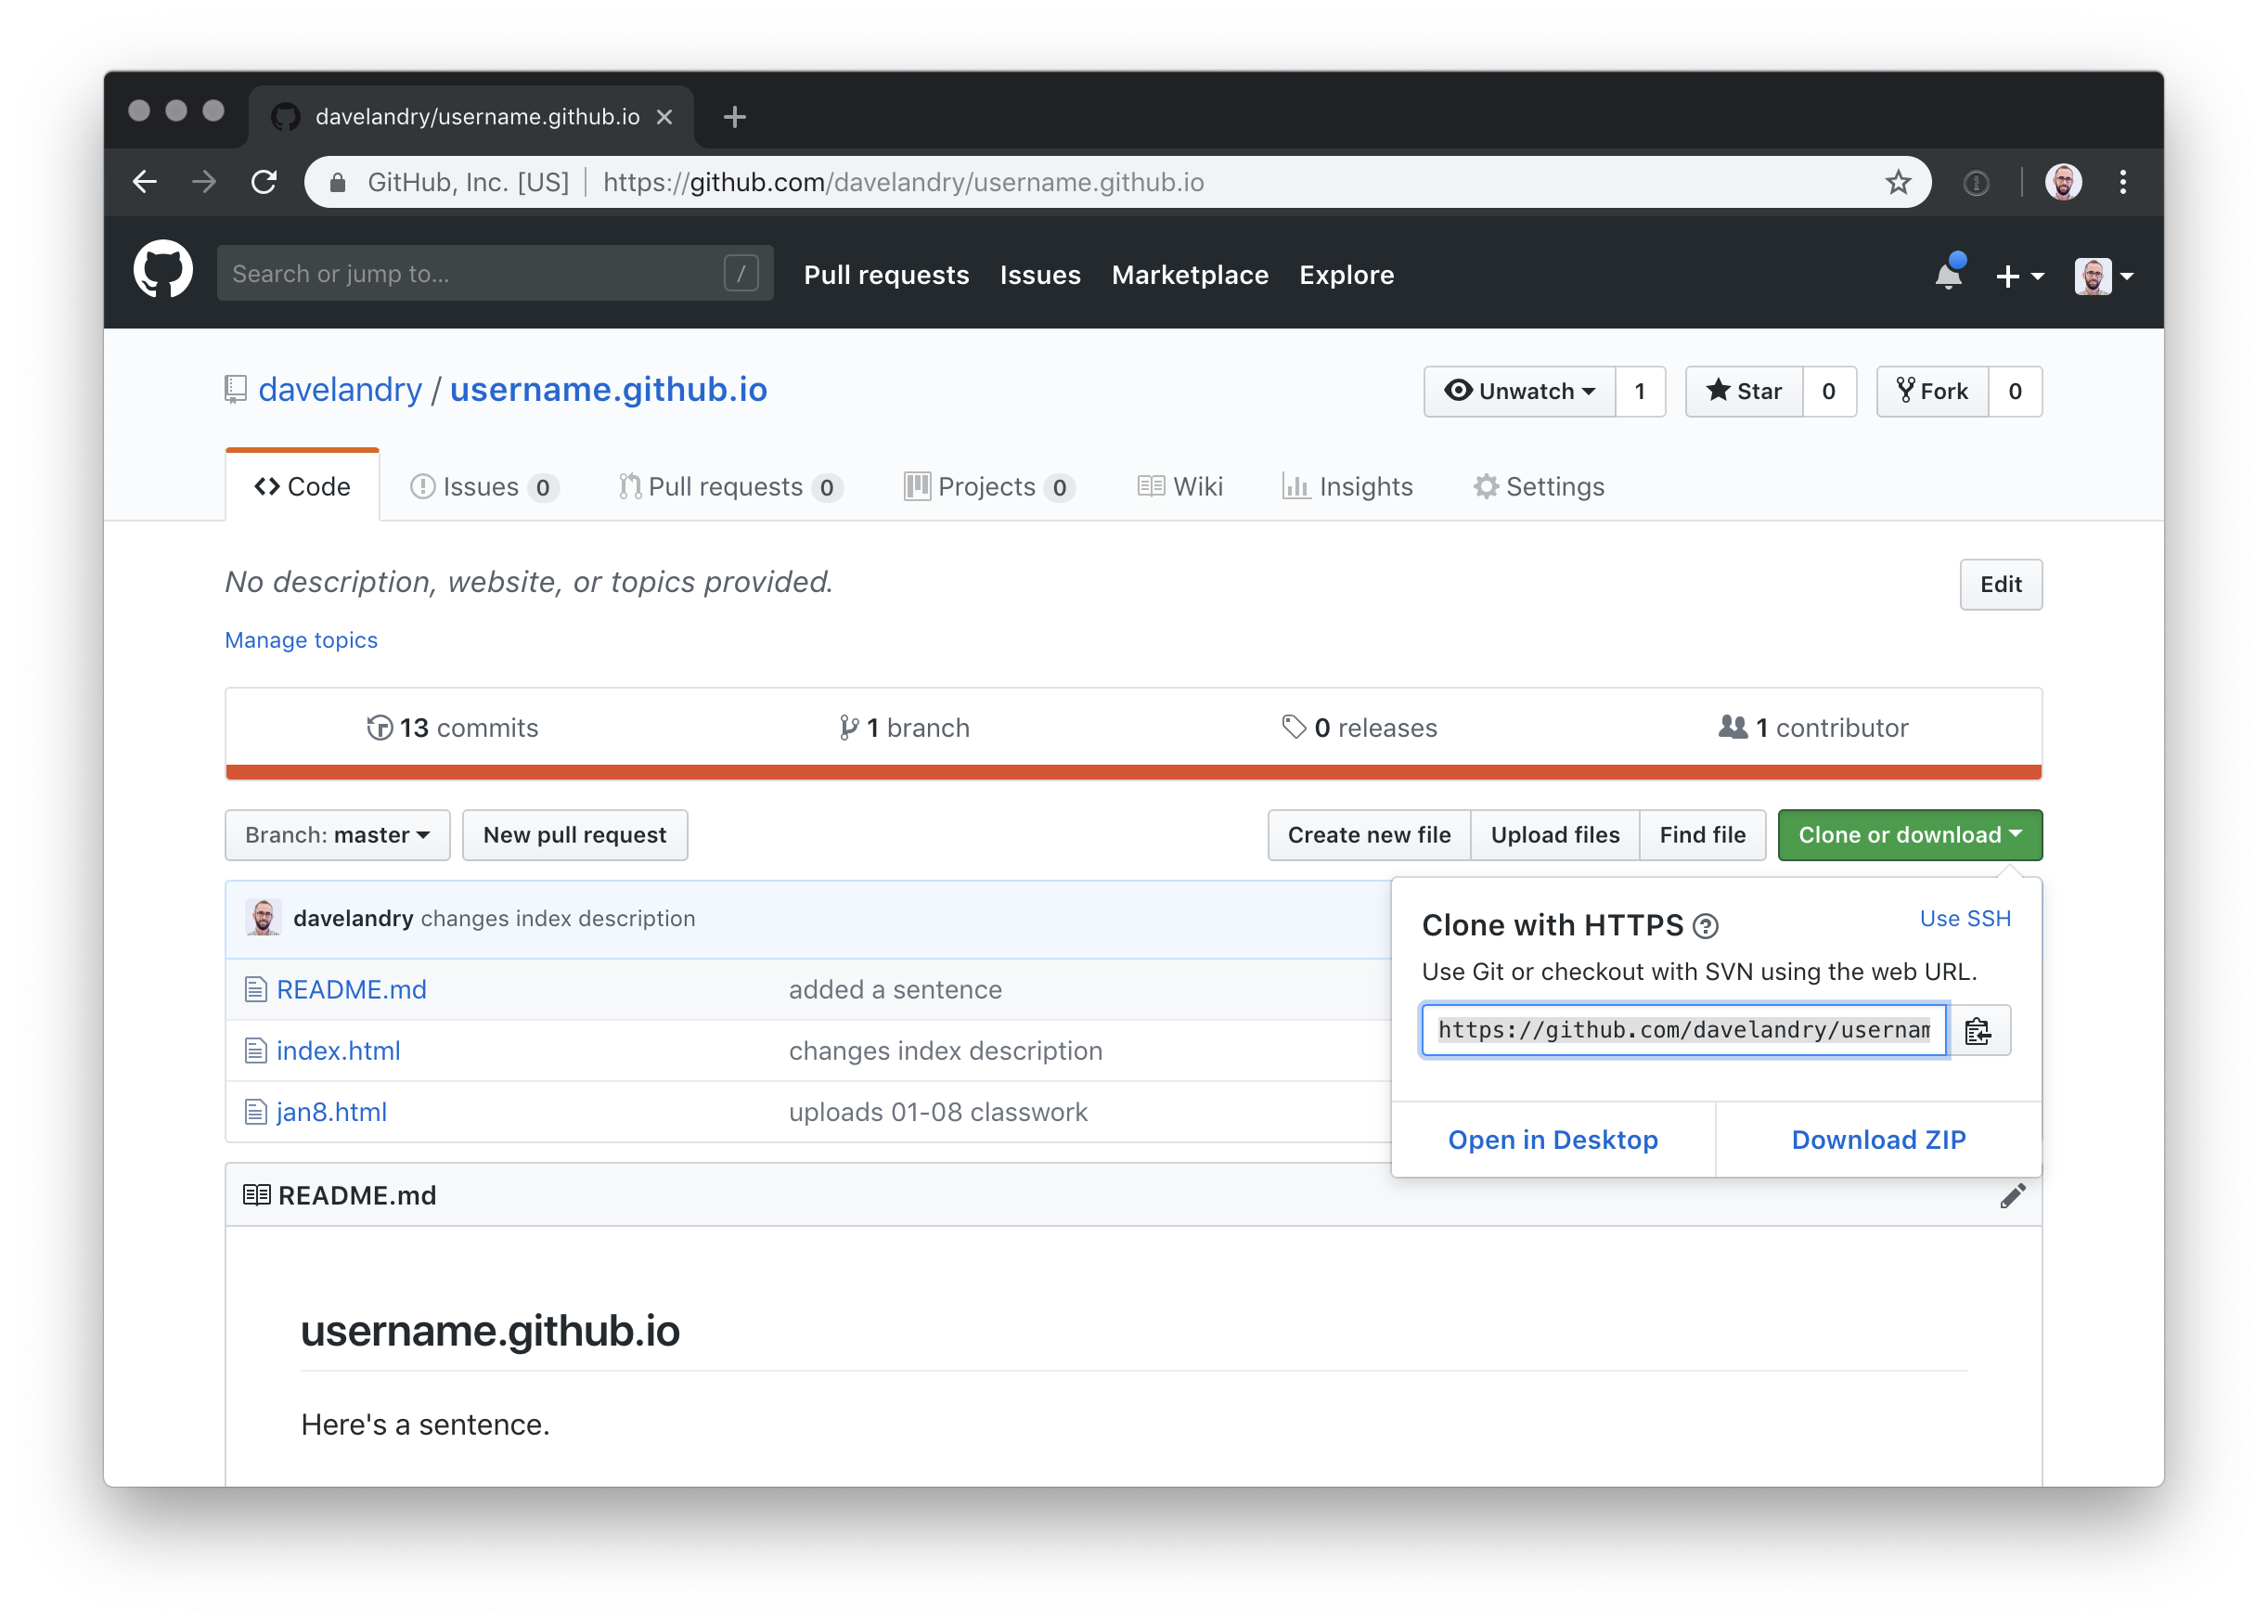 davelandry/username.github.io
GitHub, Inc. [US] https://github.com/davelandry/username.github.io
Search or jump to... / Pull requests Issues Marketplace Explore
davelandry / username.github.io Unwatch 1 Star 0 Fork 0
Code Issues 0 Pull requests 0 Projects 0 Wiki Insights Settings
No description, website, or topics provided. Edit
Manage topics
13 commits 1 branch 0 releases 1 contributor
Branch: master New pull request Create new file Upload files Find file Clone or download
davelandry changes index description
README.md added a sentence
index.html changes index description
jan8.html uploads 01-08 classwork
Clone with HTTPS Use SSH
Use Git or checkout with SVN using the web URL.
https://github.com/davelandry/usernam
Open in Desktop Download ZIP
README.md
username.github.io
Here's a sentence.